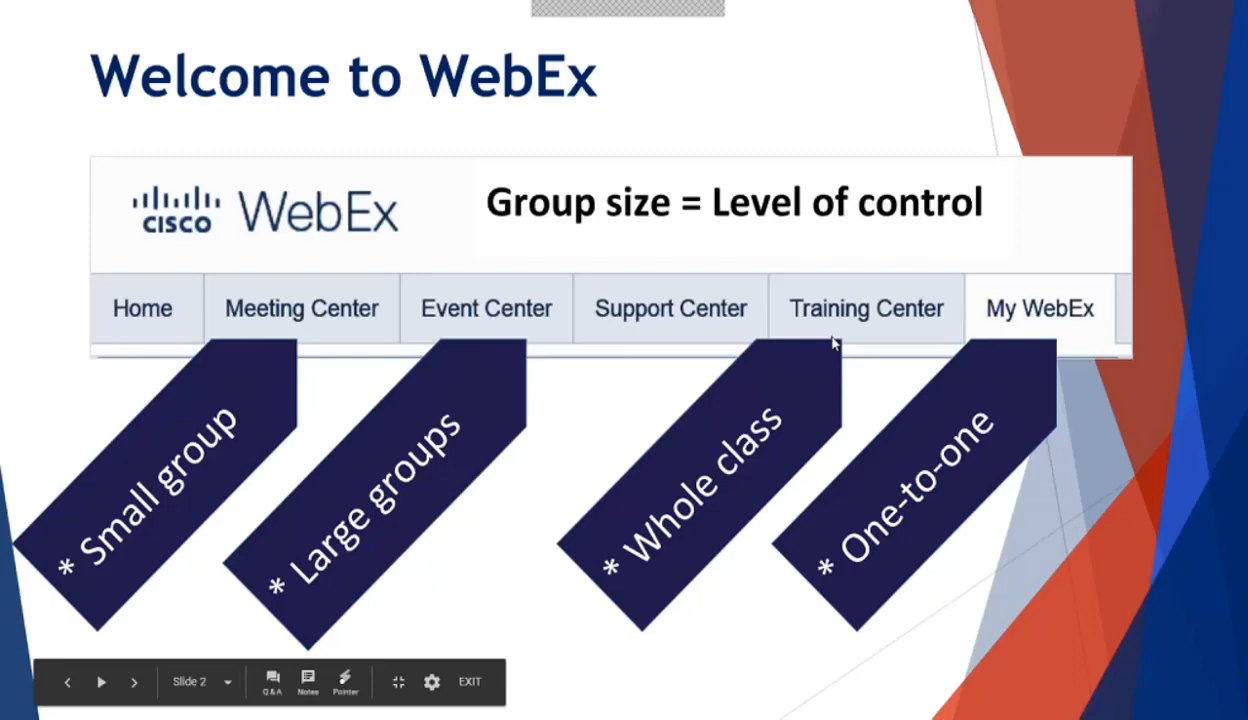 Welcome to WebEx
CISCO WebEx
Group size = Level of control
Home Meeting Center Event Center Support Center Training Center My WebEx
* Small group
* Large groups
* Whole class
* One-to-one
Slide 2 Q&A Notes Pointer EXIT